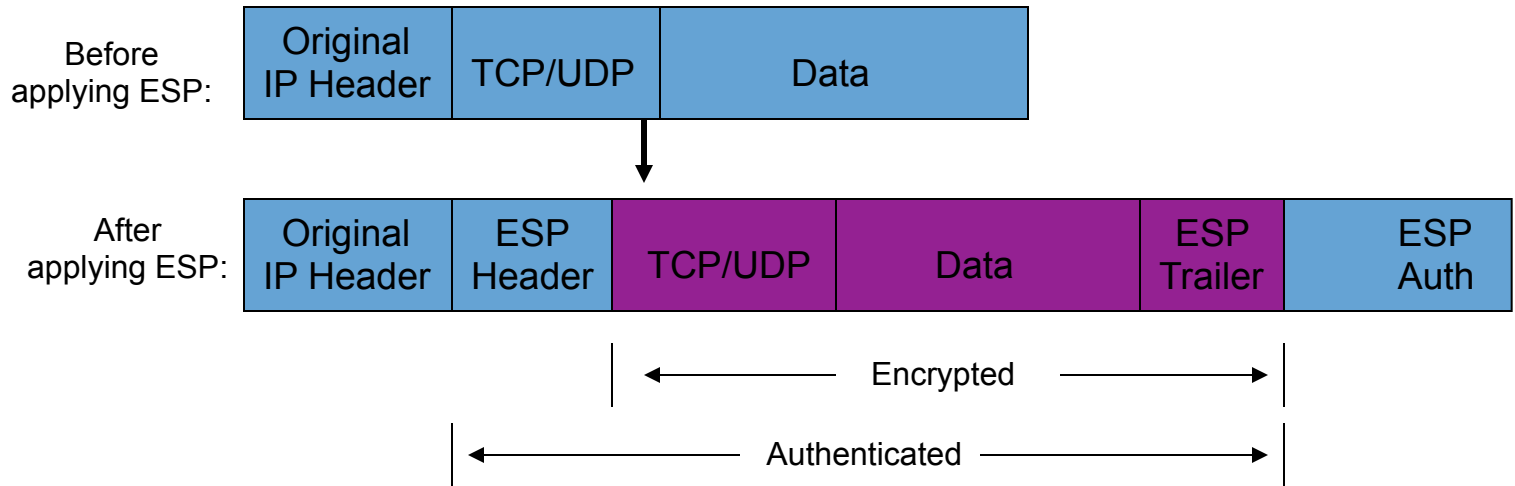 Before
applying ESP:
Original
IP Header
TCP/UDP
Data
After
applying ESP:
Original
IP Header
ESP
Header
TCP/UDP
Data
ESP
Trailer
ESP
Auth
Encrypted
Authenticated